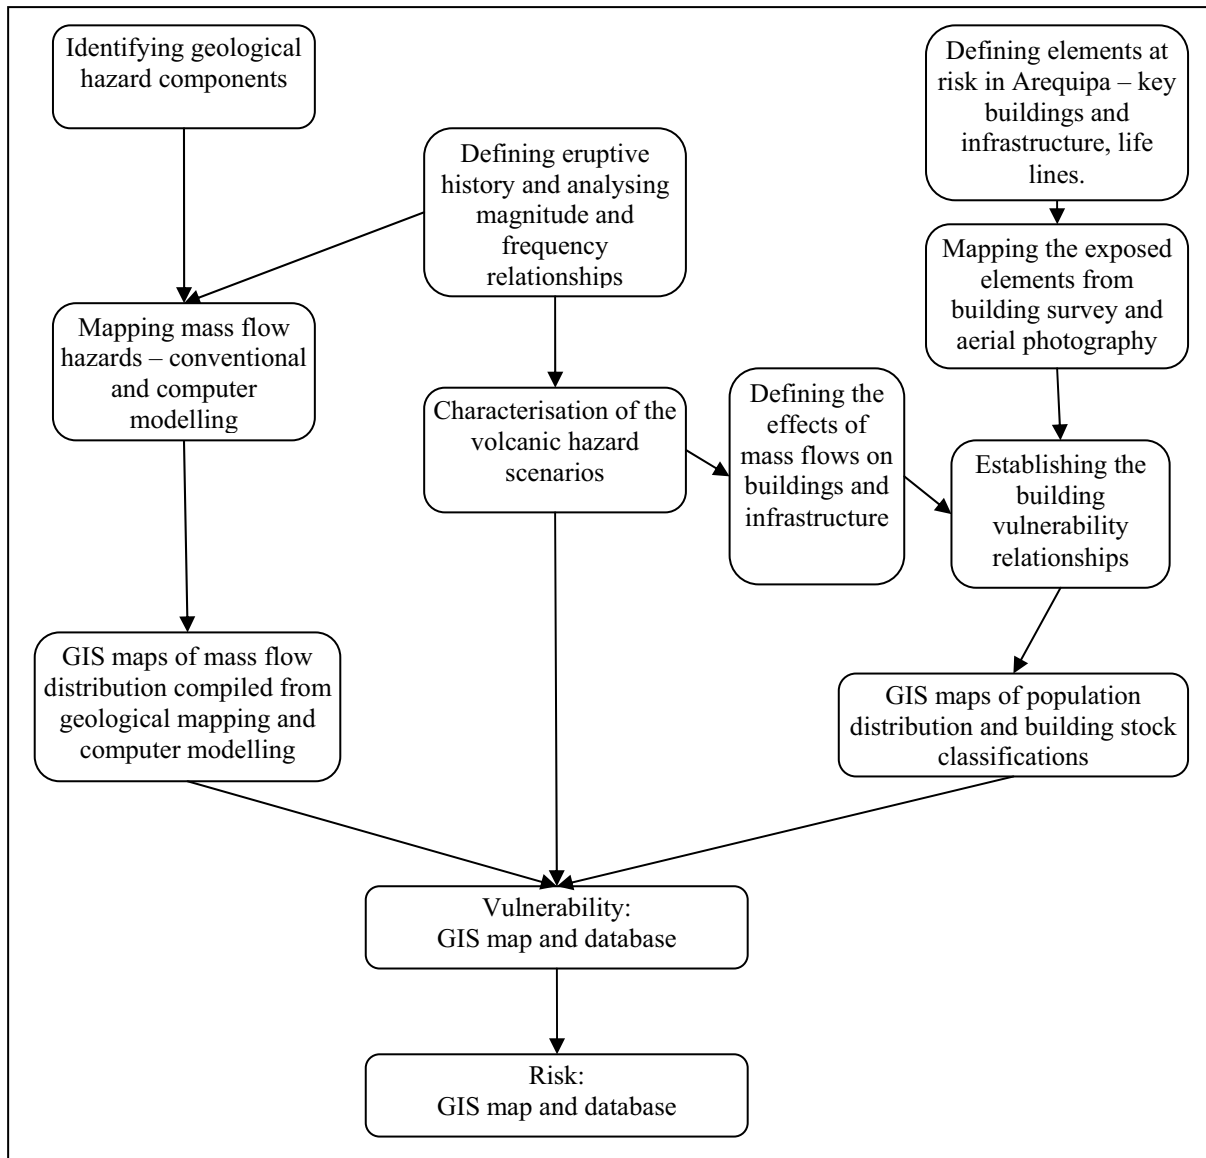 Identifying geological
hazard components
Defining elements at
risk in Arequipa – key
buildings and
infrastructure, life
lines.
Defining eruptive
history and analysing
magnitude and
frequency
relationships
Mapping the exposed
elements from
building survey and
aerial photography
Mapping mass flow
hazards – conventional
and computer
modelling
Characterisation of the
volcanic hazard
scenarios
Defining the
effects of
mass flows on
buildings and
infrastructure
Establishing the
building
vulnerability
relationships
GIS maps of mass flow
distribution compiled from
geological mapping and
computer modelling
GIS maps of population
distribution and building stock
classifications
Vulnerability:
GIS map and database
Risk:
GIS map and database